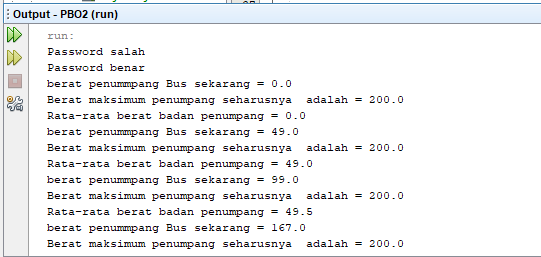 Output - PBO2 (run)
run:
Password salah
Password benar
berat penummpang Bus sekarang = 0.0
Berat maksimum penumpang seharusnya  adalah = 200.0
Rata-rata berat badan penumpang = 0.0
berat penummpang Bus sekarang = 49.0
Berat maksimum penumpang seharusnya  adalah = 200.0
Rata-rata berat badan penumpang = 49.0
berat penummpang Bus sekarang = 99.0
Berat maksimum penumpang seharusnya  adalah = 200.0
Rata-rata berat badan penumpang = 49.5
berat penummpang Bus sekarang = 167.0
Berat maksimum penumpang seharusnya  adalah = 200.0